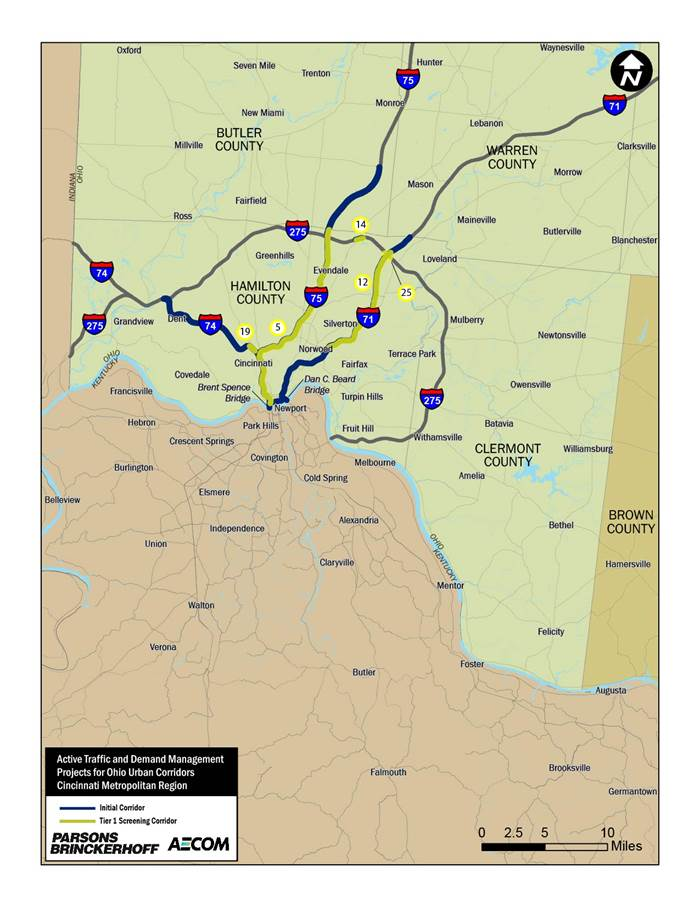 Oxford
Waynesville
Seven Mile
Hunter
Trenton
N
75
Monroe
71
New Miami
Lebanon
BUTLER
COUNTY
Millville
WARREN
COUNTY
Clarksville
INDIANA
OHIO
Mason
Morrow
Fairfield
Ross
Maineville
275
14
Butlerville
Blanchester
Greenhills
Loveland
74
Evendale
HAMILTON
COUNTY
12
25
75
275
Grandview
Dent
74
19
5
Silverton
71
Mulberry
Newtonsville
Norwood
OHIO
KENTUCKY
Cincinnati
Fairfax
Terrace Park
Covedale
Dan C. Beard
Bridge
Owensville
Francisville
Brent Spence
Bridge
Turpin Hills
275
Newport
Hebron
Park Hills
Fruit Hill
Batavia
Crescent Springs
Withamsville
CLERMONT
COUNTY
Williamsburg
Covington
Melbourne
Burlington
Cold Spring
Amelia
Elsmere
Belleview
BROWN
COUNTY
Independence
Alexandria
Bethel
Union
OHIO
KENTUCKY
Claryville
Hamersville
Mentor
Walton
Felicity
Verona
Foster
Butler
Augusta
Falmouth
Brooksville
Germantown
Active Traffic and Demand Management
Projects for Ohio Urban Corridors
Cincinnati Metropolitan Region
Initial Corridor
Tier 1 Screening Corridor
PARSONS
BRINCKERHOFF
AECOM
0 2.5 5 10
Miles